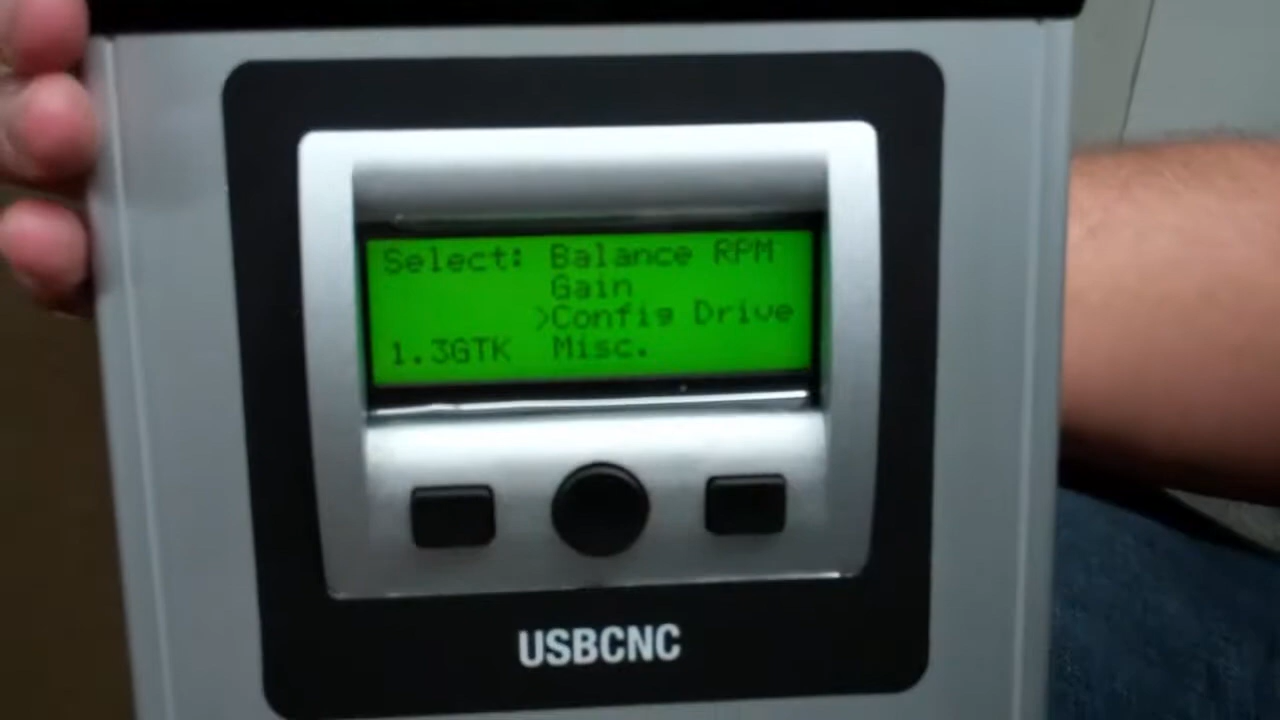 Select: Balance RPM
Gain
>Config Drive
1.3GTK Misc.
USBCNC